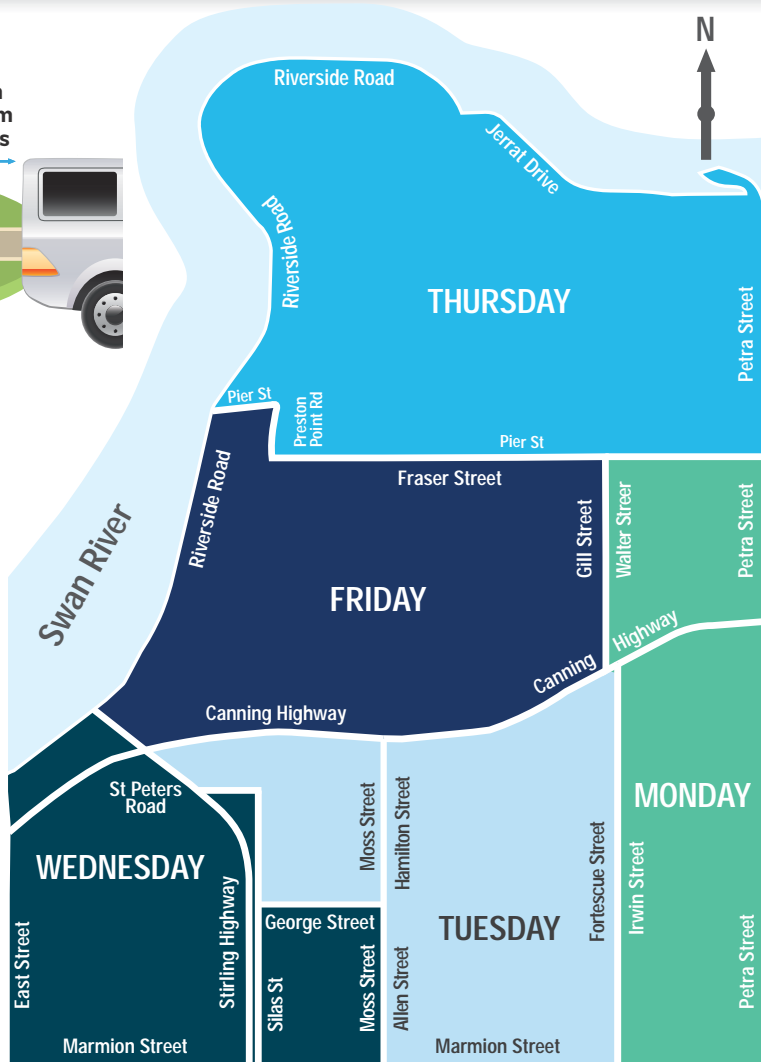 N
m
s
Riverside Road
Jerrat Drive
Riverside Road
THURSDAY
Petra Street
Pier St
Preston
Point Rd
Pier St
Fraser Street
Riverside Road
Gill Street
Walter Streer
Petra Street
Swan River
FRIDAY
Highway
Canning
Canning Highway
St Peters
Road
Moss Street
Hamilton Street
MONDAY
WEDNESDAY
Fortescue Street
Irwin Street
George Street
TUESDAY
East Street
Stirling Highway
Silas St
Moss Street
Allen Street
Petra Street
Marmion Street
Marmion Street